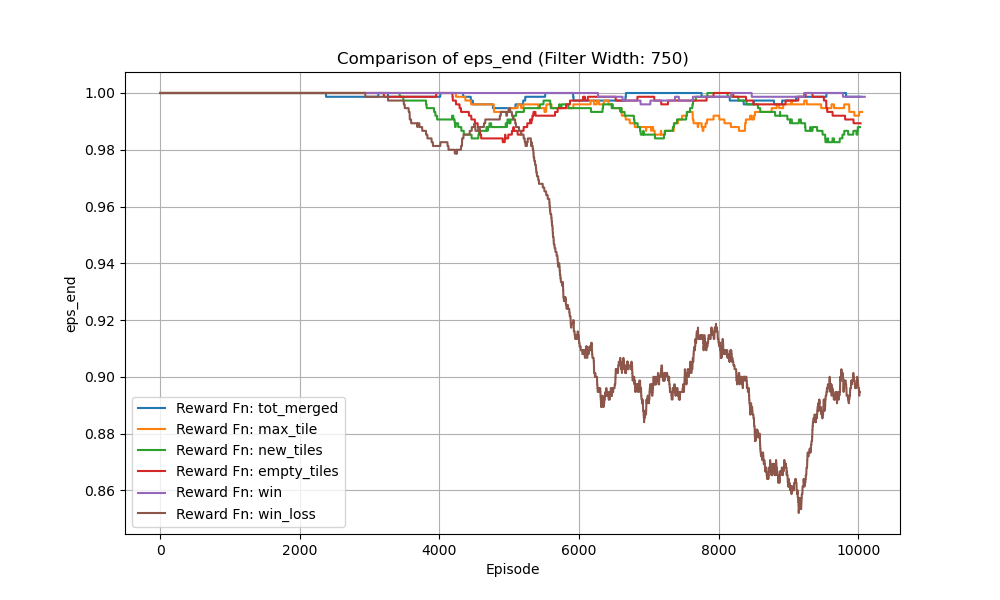 Comparison of eps_end (Filter Width: 750)
1.00
0.98
0.96
0.94
0.92
0.90
0.88
0.86
eps_end
Reward Fn: tot_merged
Reward Fn: max_tile
Reward Fn: new_tiles
Reward Fn: empty_tiles
Reward Fn: win
Reward Fn: win_loss
0 2000 4000 6000 8000 10000
Episode